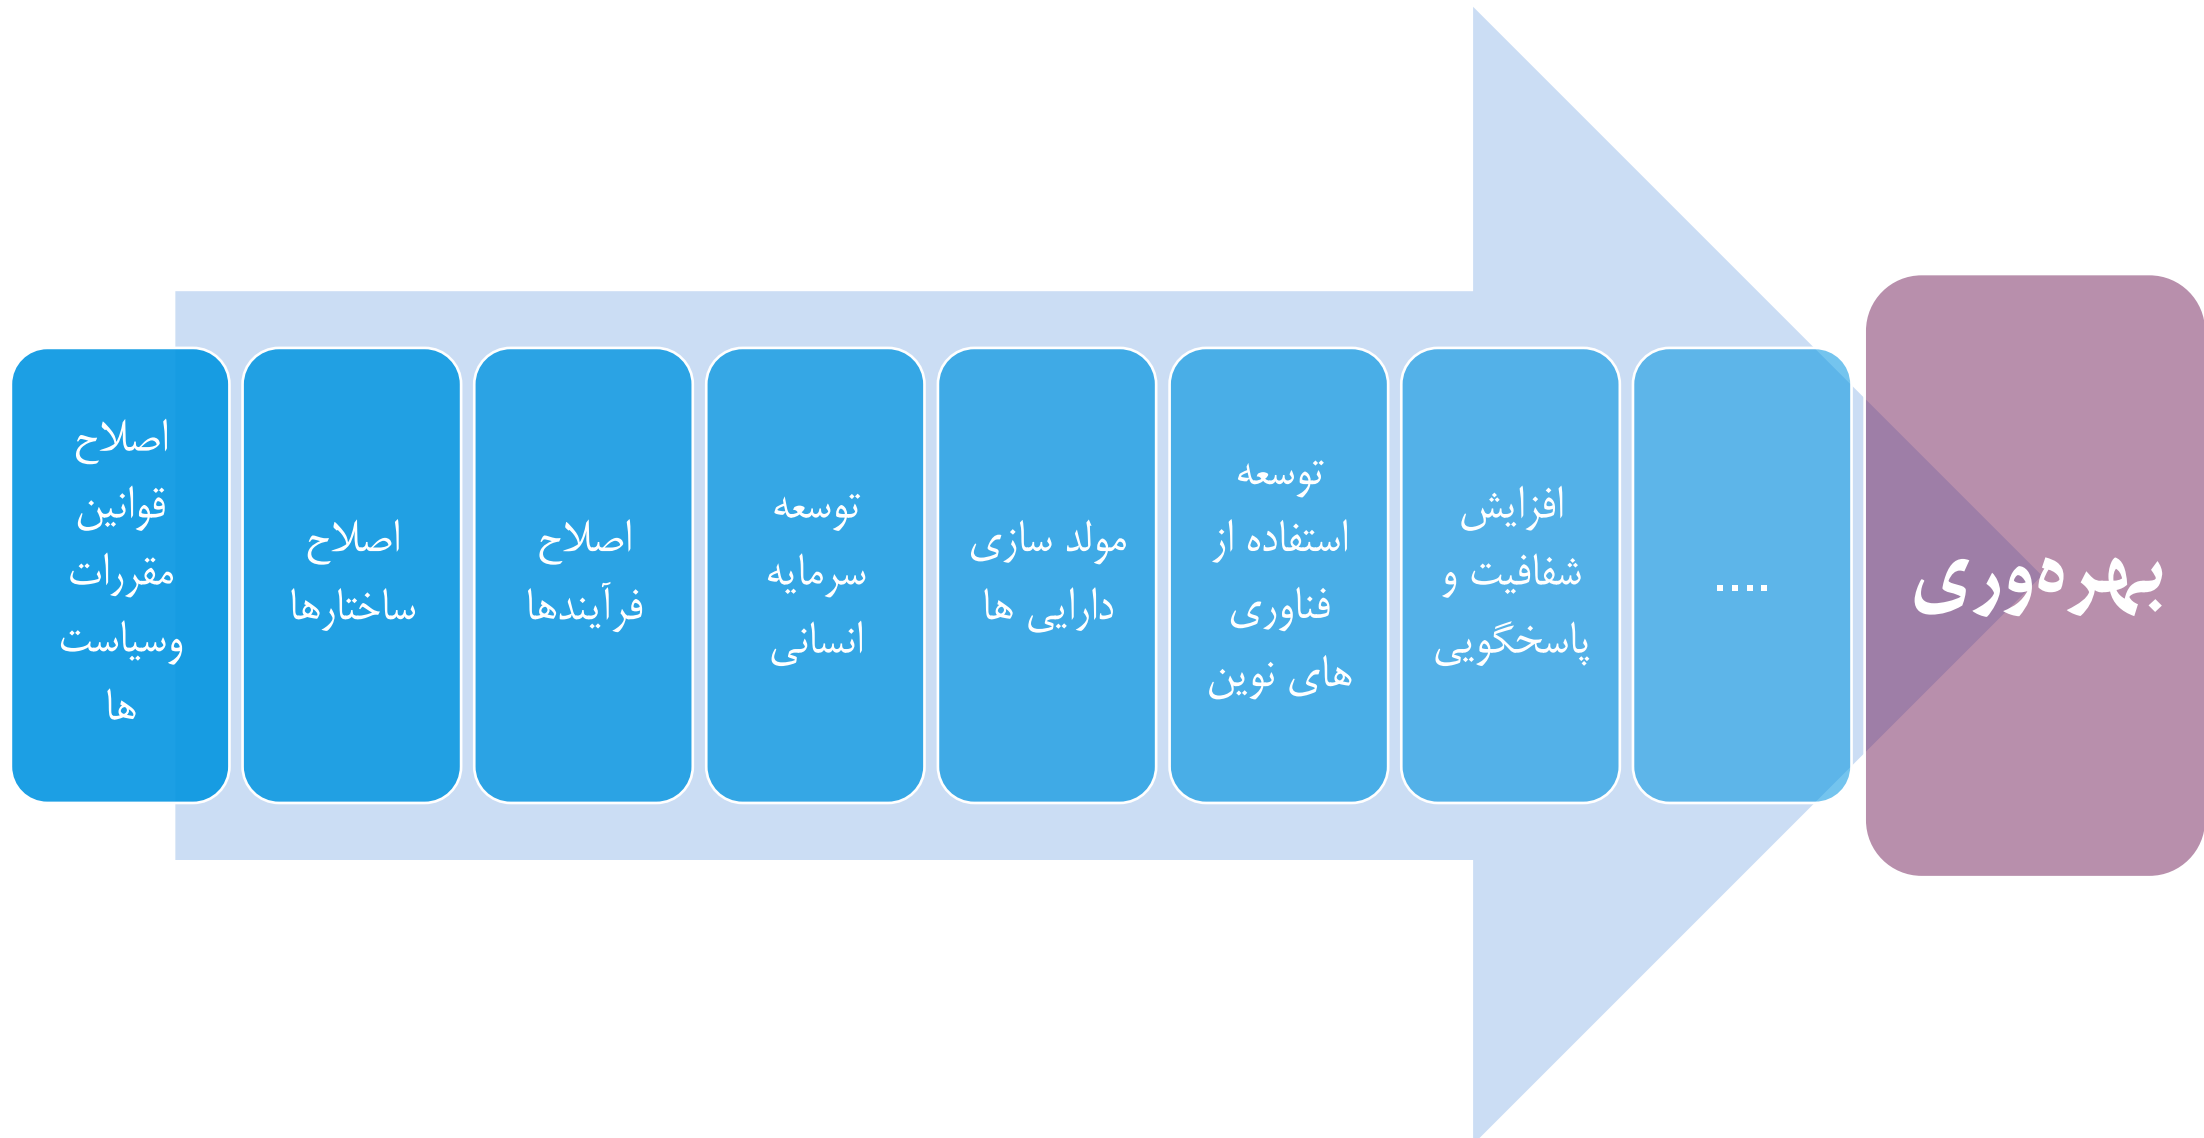 اصلاح
قوانین
مقررات
وسیاست
ها
اصلاح
ساختارها
اصلاح
فرآیندها
توسعه
سرمایه
انسانی
مولد سازی
دارایی ها
توسعه
استفاده از
فناوری
های نوین
افزایش
شفافیت و
پاسخگویی
....
بهره‌وری